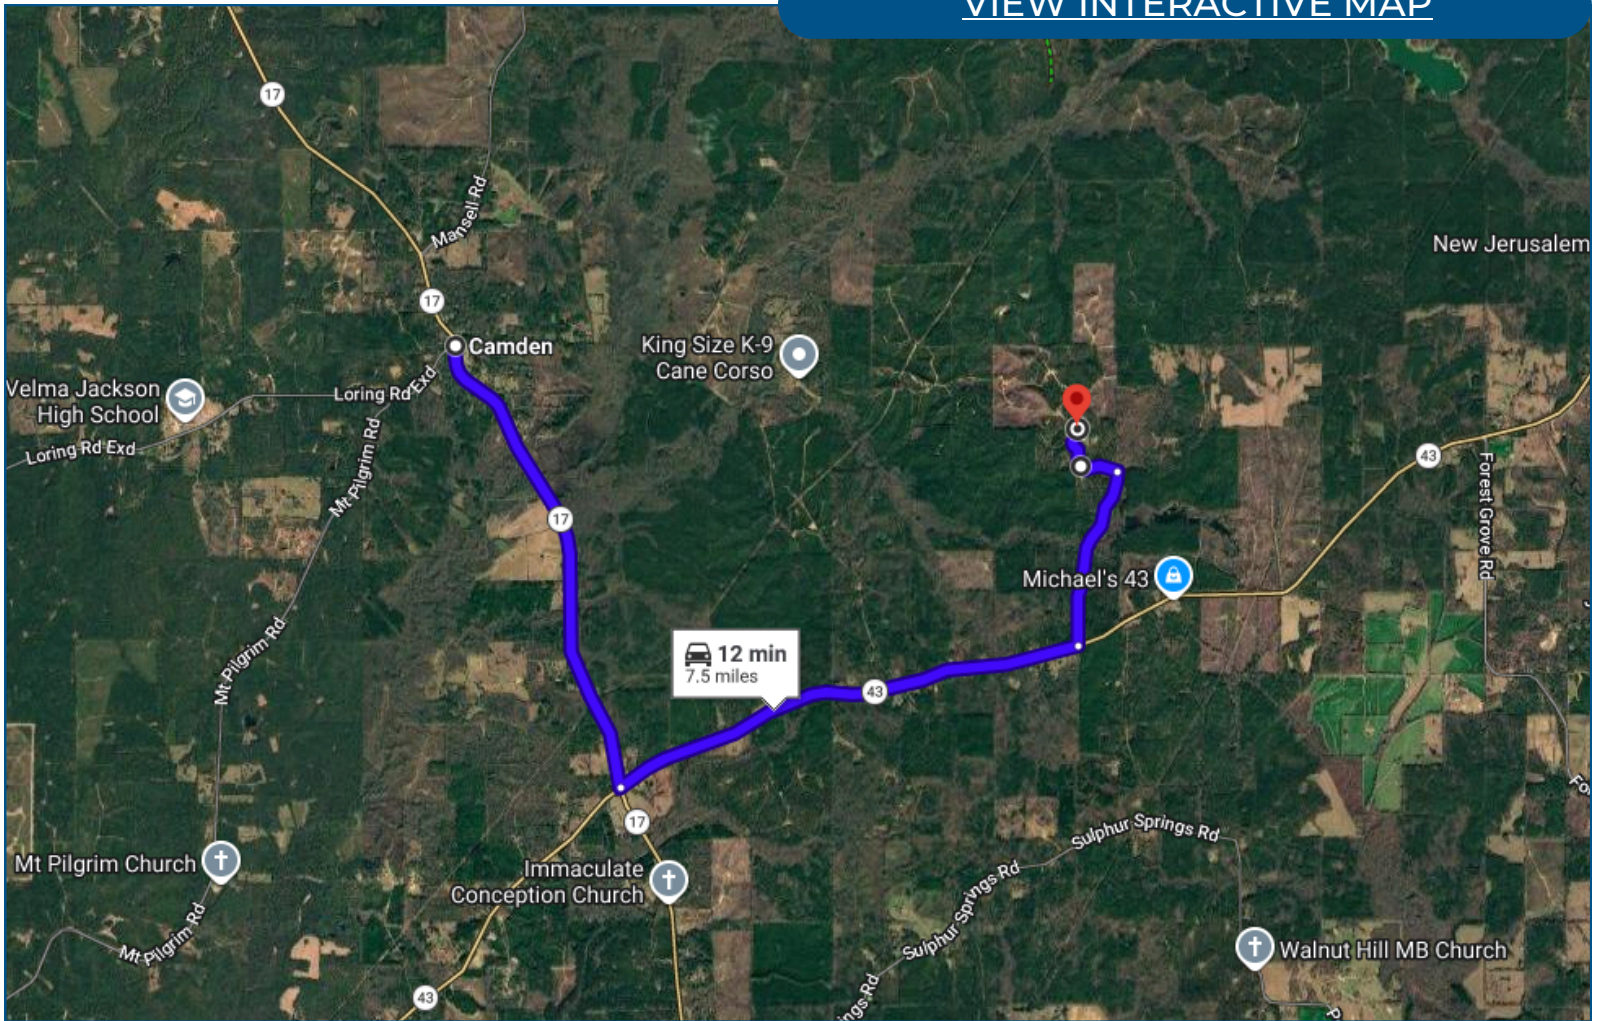 VIEW INTERACTIVE MAP
17
Mansell Rd
New Jerusalem
17
Camden
King Size K-9
Cane Corso
Velma Jackson
High School
Loring Rd Exd
Loring Rd Exd
Mt Pilgrim Rd
43
Forest Grove Rd
17
Michael's 43
Mt Pilgrim Rd
12 min
7.5 miles
43
17
Sulphur Springs Rd
Mt Pilgrim Church
Immaculate
Conception Church
Sulphur Springs Rd
Mt Pilgrim Rd
Walnut Hill MB Church
43